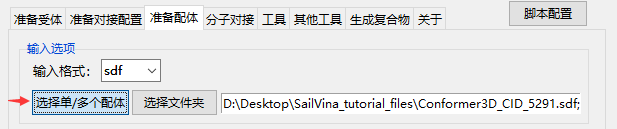 脚本配置
准备受体 准备对接配置 准备配体 分子对接 工具 其他工具 生成复合物 关于
输入选项
输入格式： sdf
选择单/多个配体 选择文件夹 D:\Desktop\SailVina_tutorial_files\Conformer3D_CID_5291.sdf;